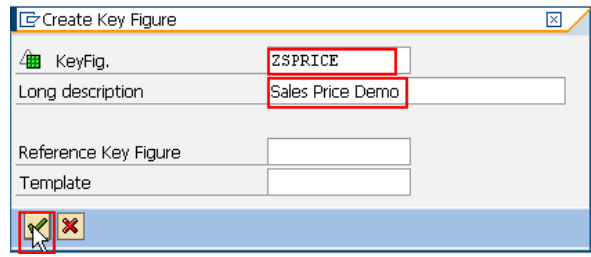 Create Key Figure
KeyFig. ZSPRICE
Long description Sales Price Demo
Reference Key Figure
Template